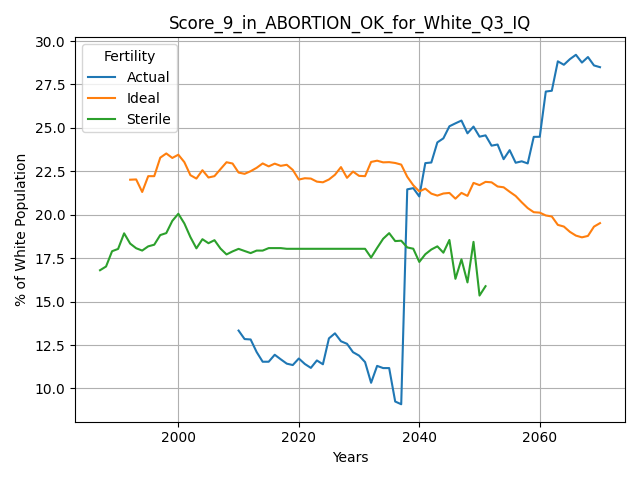 Score_9_in_ABORTION_OK_for_White_Q3_IQ
Fertility
Actual
Ideal
Sterile
% of White Population
30.0
27.5
25.0
22.5
20.0
17.5
15.0
12.5
10.0
2000
2020
2040
2060
Years